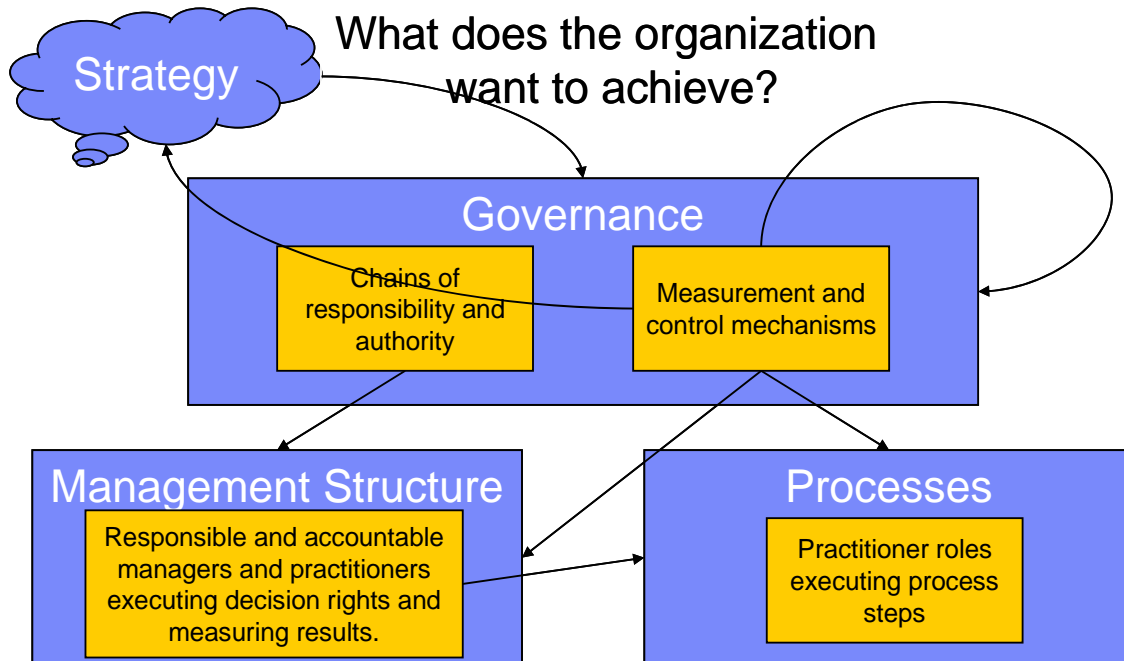 Strategy
What does the organization
want to achieve?
Governance
Chains of
responsibility and
authority
Measurement and
control mechanisms
Management Structure
Responsible and accountable
managers and practitioners
executing decision rights and
measuring results.
Processes
Practitioner roles
executing process
steps